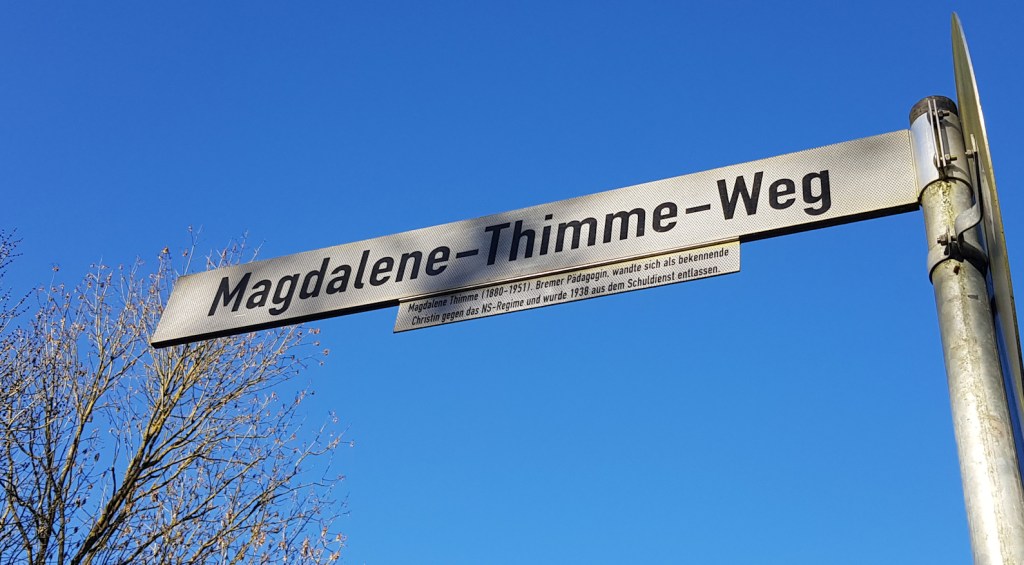 Magdalene-Thimme-Weg
Magdalene Thimme (1880-1951). Bremer Pädagogin, wandte sich als bekennende
Christin gegen das NS-Regime und wurde 1938 aus dem Schuldienst entlassen.